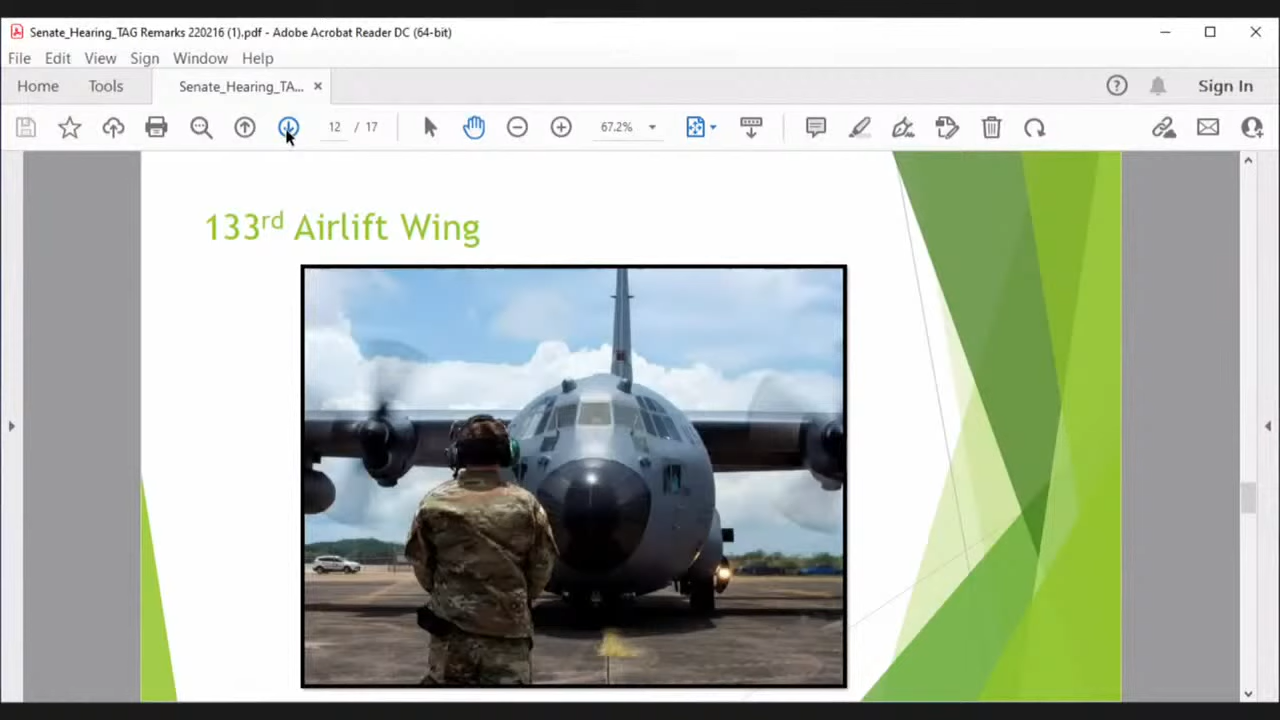 Senate_Hearing_TAG Remarks 220216 (1).pdf - Adobe Acrobat Reader DC (64-bit)
File Edit View Sign Window Help
Home Tools Senate_Hearing_TA... Sign In
12 / 17 67.2%
133rd Airlift Wing